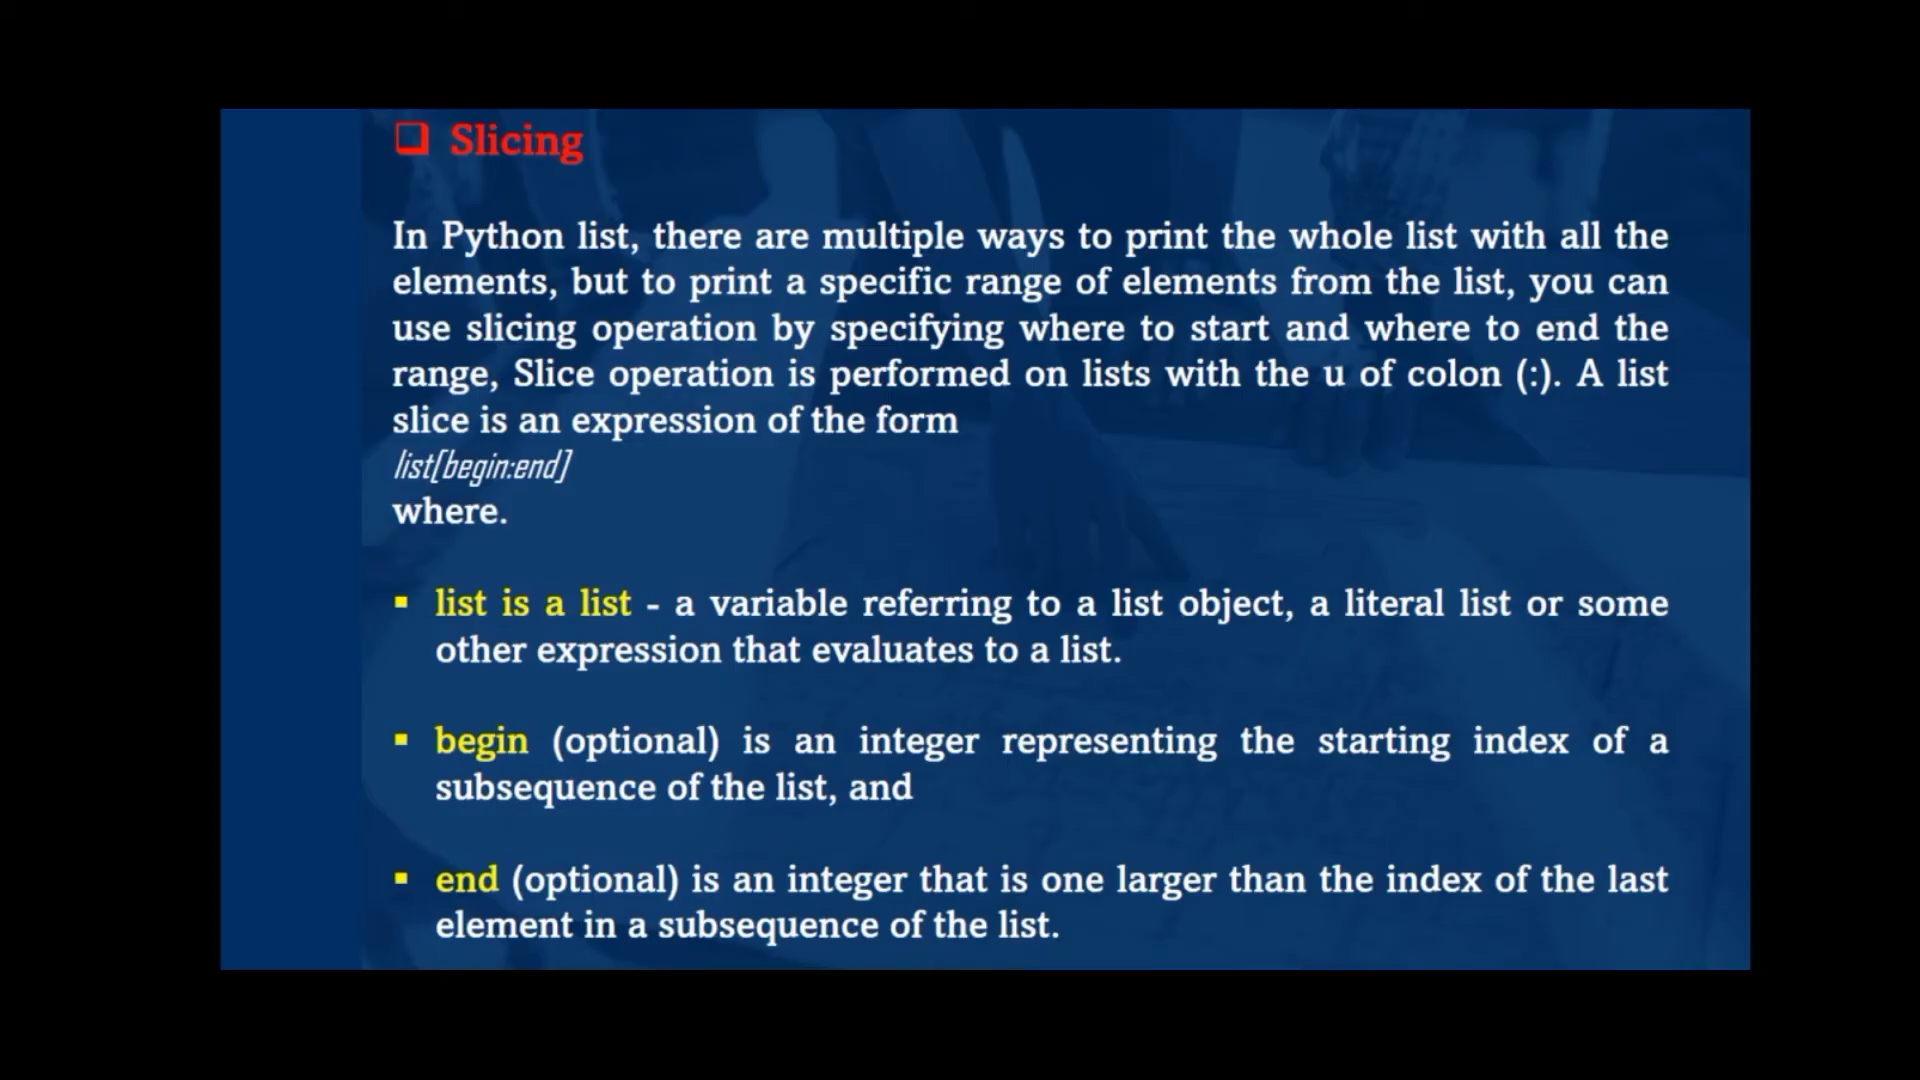 Slicing
In Python list, there are multiple ways to print the whole list with all the
elements, but to print a specific range of elements from the list, you can
use slicing operation by specifying where to start and where to end the
range, Slice operation is performed on lists with the u of colon (:). A list
slice is an expression of the form
list[begin:end]
where.
▪ list is a list - a variable referring to a list object, a literal list or some
other expression that evaluates to a list.
▪ begin (optional) is an integer representing the starting index of a
subsequence of the list, and
▪ end (optional) is an integer that is one larger than the index of the last
element in a subsequence of the list.